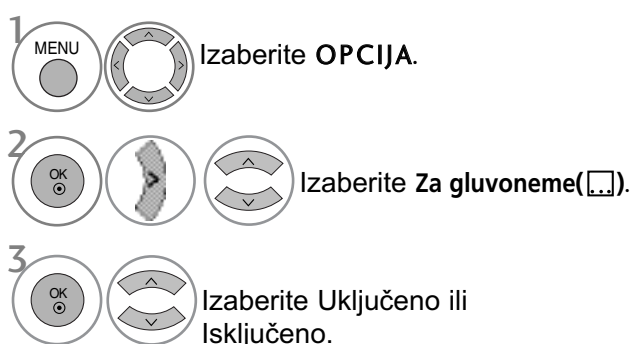 1
MENU
Izaberite OPCIJA.
2
OK
Izaberite Za gluvoneme(...).
3
OK
Izaberite Uključeno ili
Isključeno.